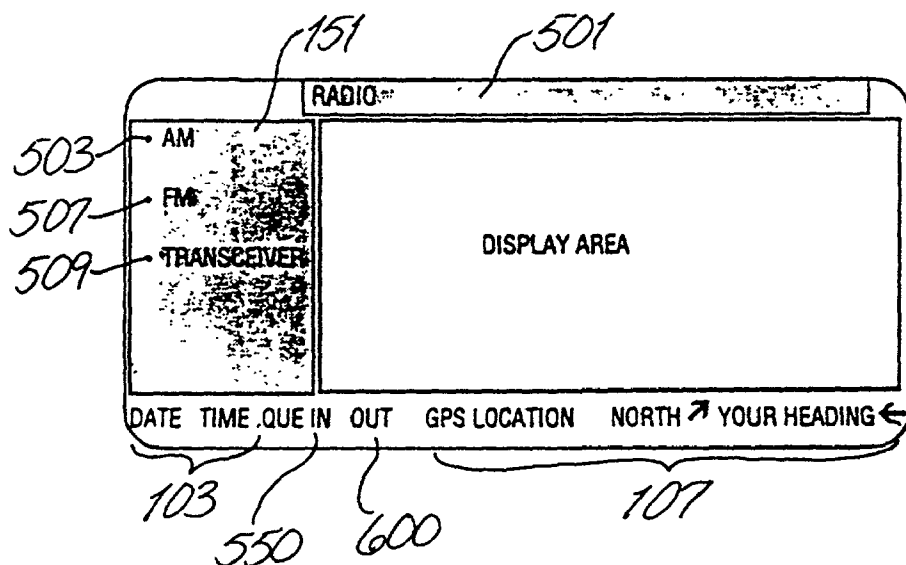 151
501
RADIO
503
AM
507
FM
509
TRANSCEIVER
DISPLAY AREA
DATE TIME .QUE IN OUT GPS LOCATION NORTH ↗ YOUR HEADING ←
103
550
600
107